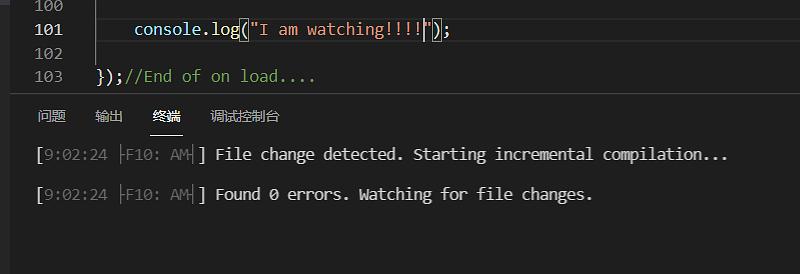 100
101 console.log("I am watching!!!!");
102
103 });//End of on load....
问题 输出 终端 调试控制台
[9:02:24 ├F10: AM┤] File change detected. Starting incremental compilation...
[9:02:24 ├F10: AM┤] Found 0 errors. Watching for file changes.